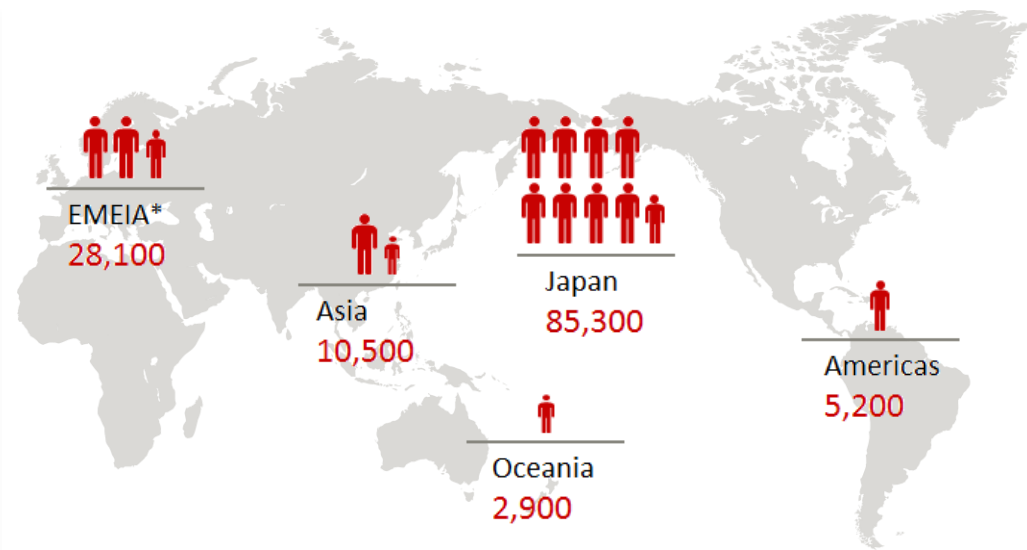 EMEIA*
28,100
Asia
10,500
Japan
85,300
Oceania
2,900
Americas
5,200